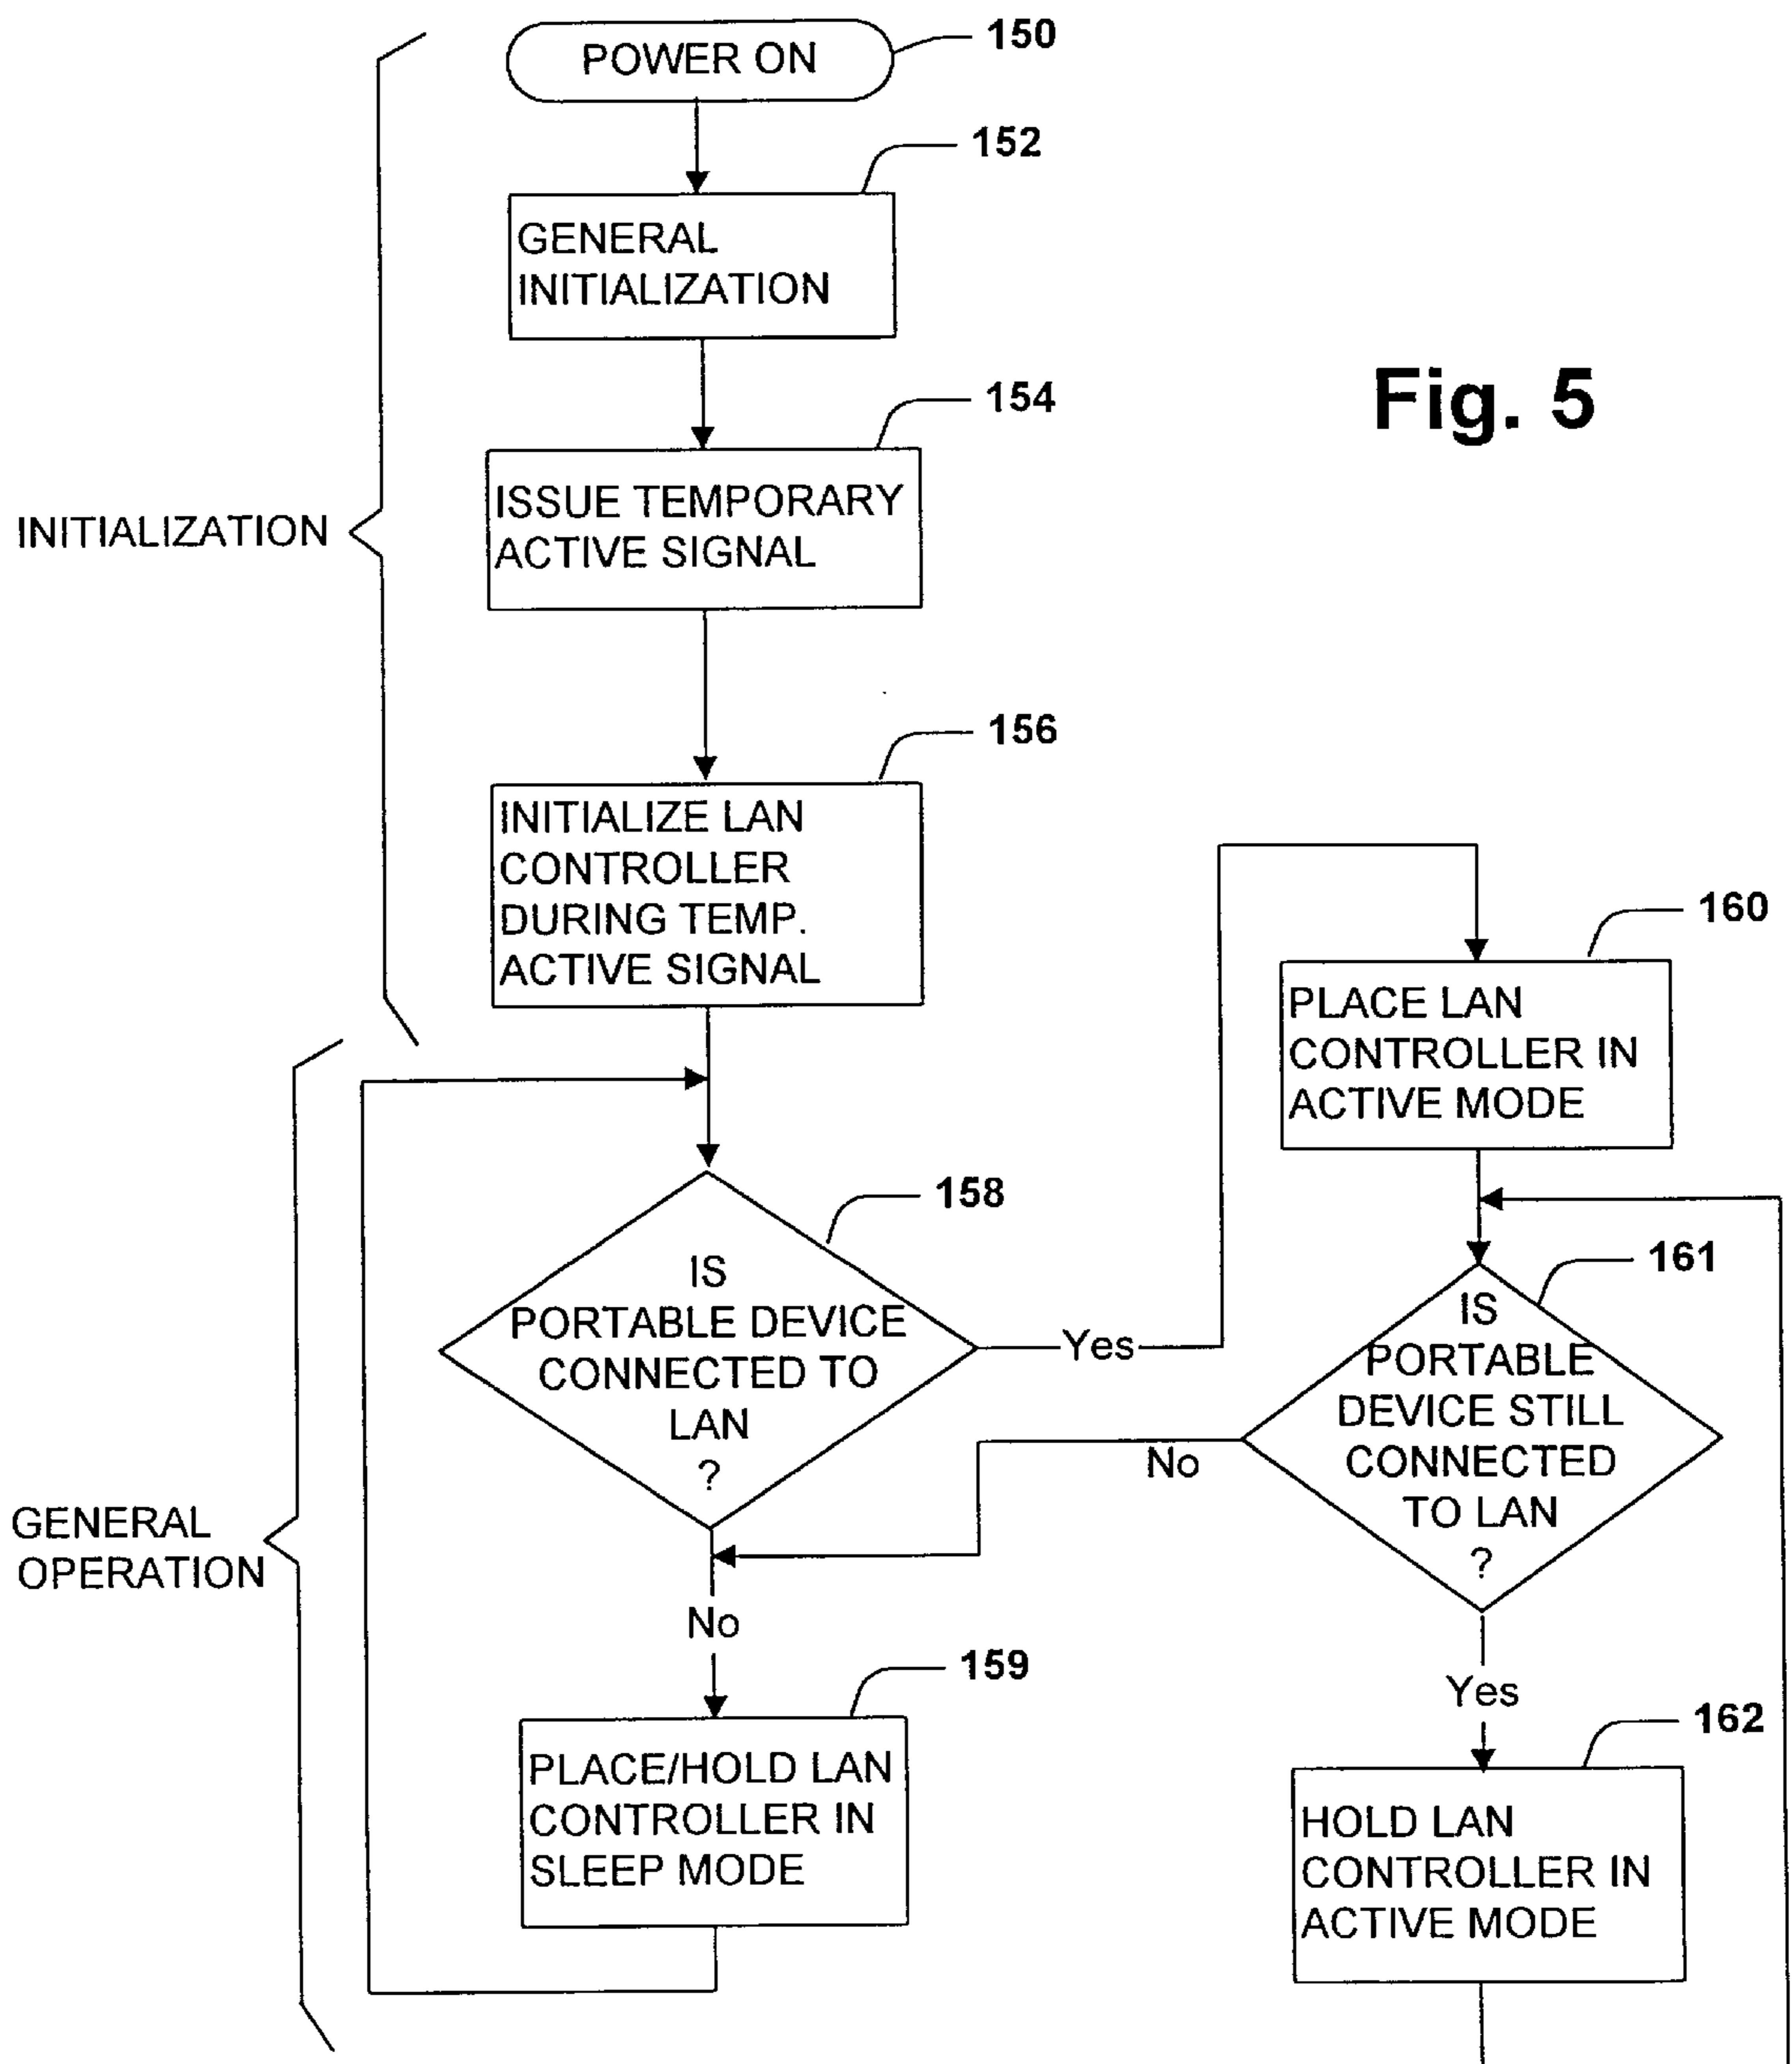 POWER ON
150
152
GENERAL
INITIALIZATION
Fig. 5
154
ISSUE TEMPORARY
ACTIVE SIGNAL
INITIALIZATION
156
INITIALIZE LAN
CONTROLLER
DURING TEMP.
ACTIVE SIGNAL
160
PLACE LAN
CONTROLLER IN
ACTIVE MODE
158
IS
PORTABLE DEVICE
CONNECTED TO
LAN
?
Yes
161
IS
PORTABLE
DEVICE STILL
CONNECTED
TO LAN
?
No
GENERAL
OPERATION
No
159
PLACE/HOLD LAN
CONTROLLER IN
SLEEP MODE
Yes
162
HOLD LAN
CONTROLLER IN
ACTIVE MODE